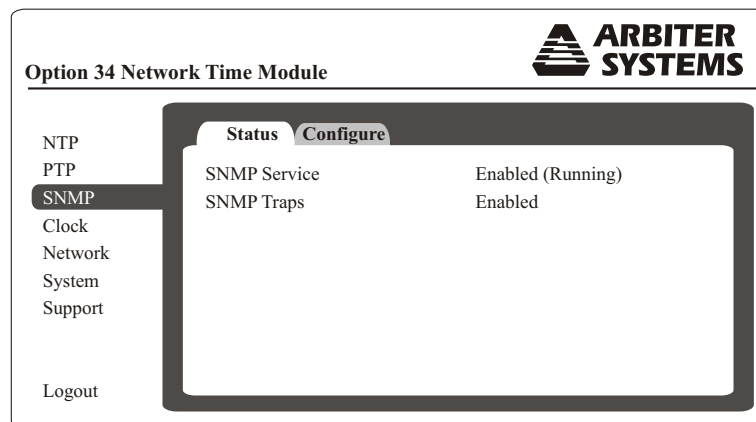 ARBITER
SYSTEMS
Option 34 Network Time Module
NTP
PTP
SNMP
Clock
Network
System
Support
Logout
Status Configure
SNMP Service Enabled (Running)
SNMP Traps Enabled